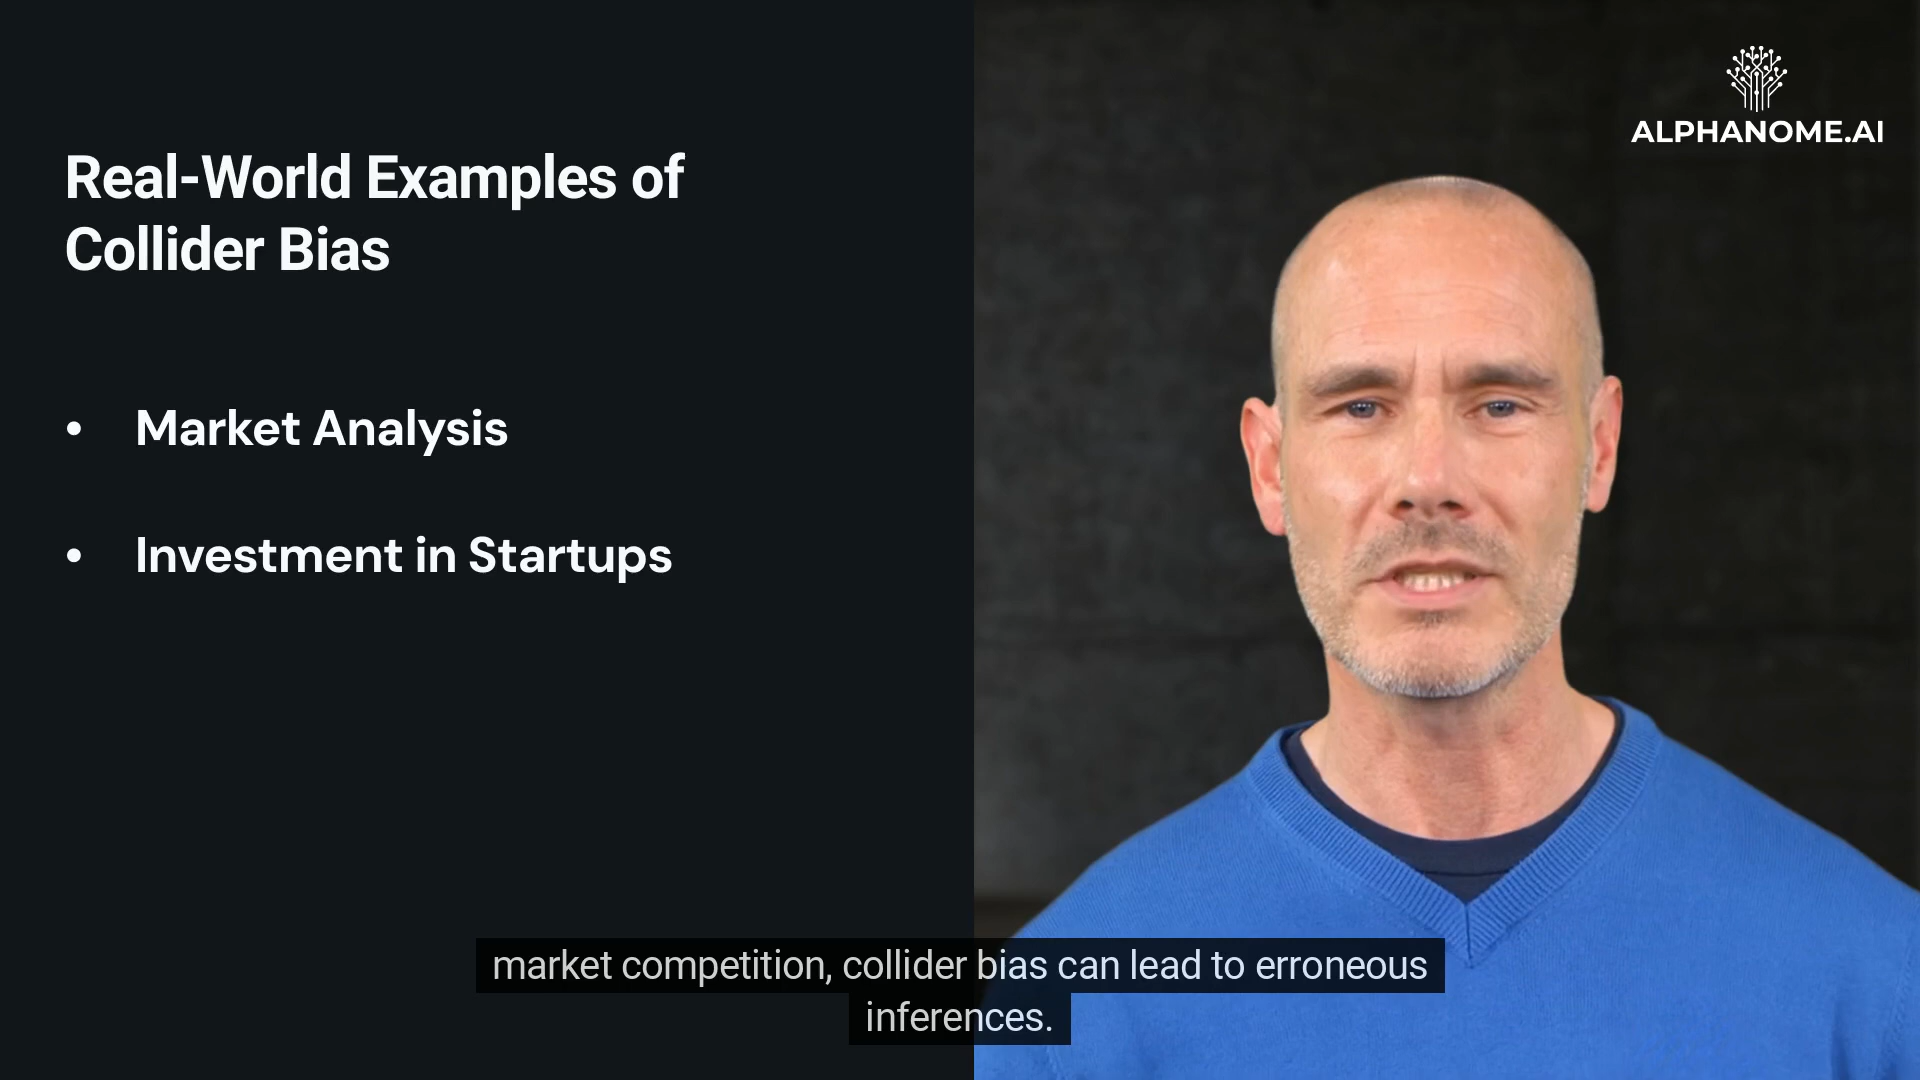 ALPHANOME.AI
Real-World Examples of
Collider Bias
• Market Analysis
• Investment in Startups
market competition, collider bias can lead to erroneous
inferences.